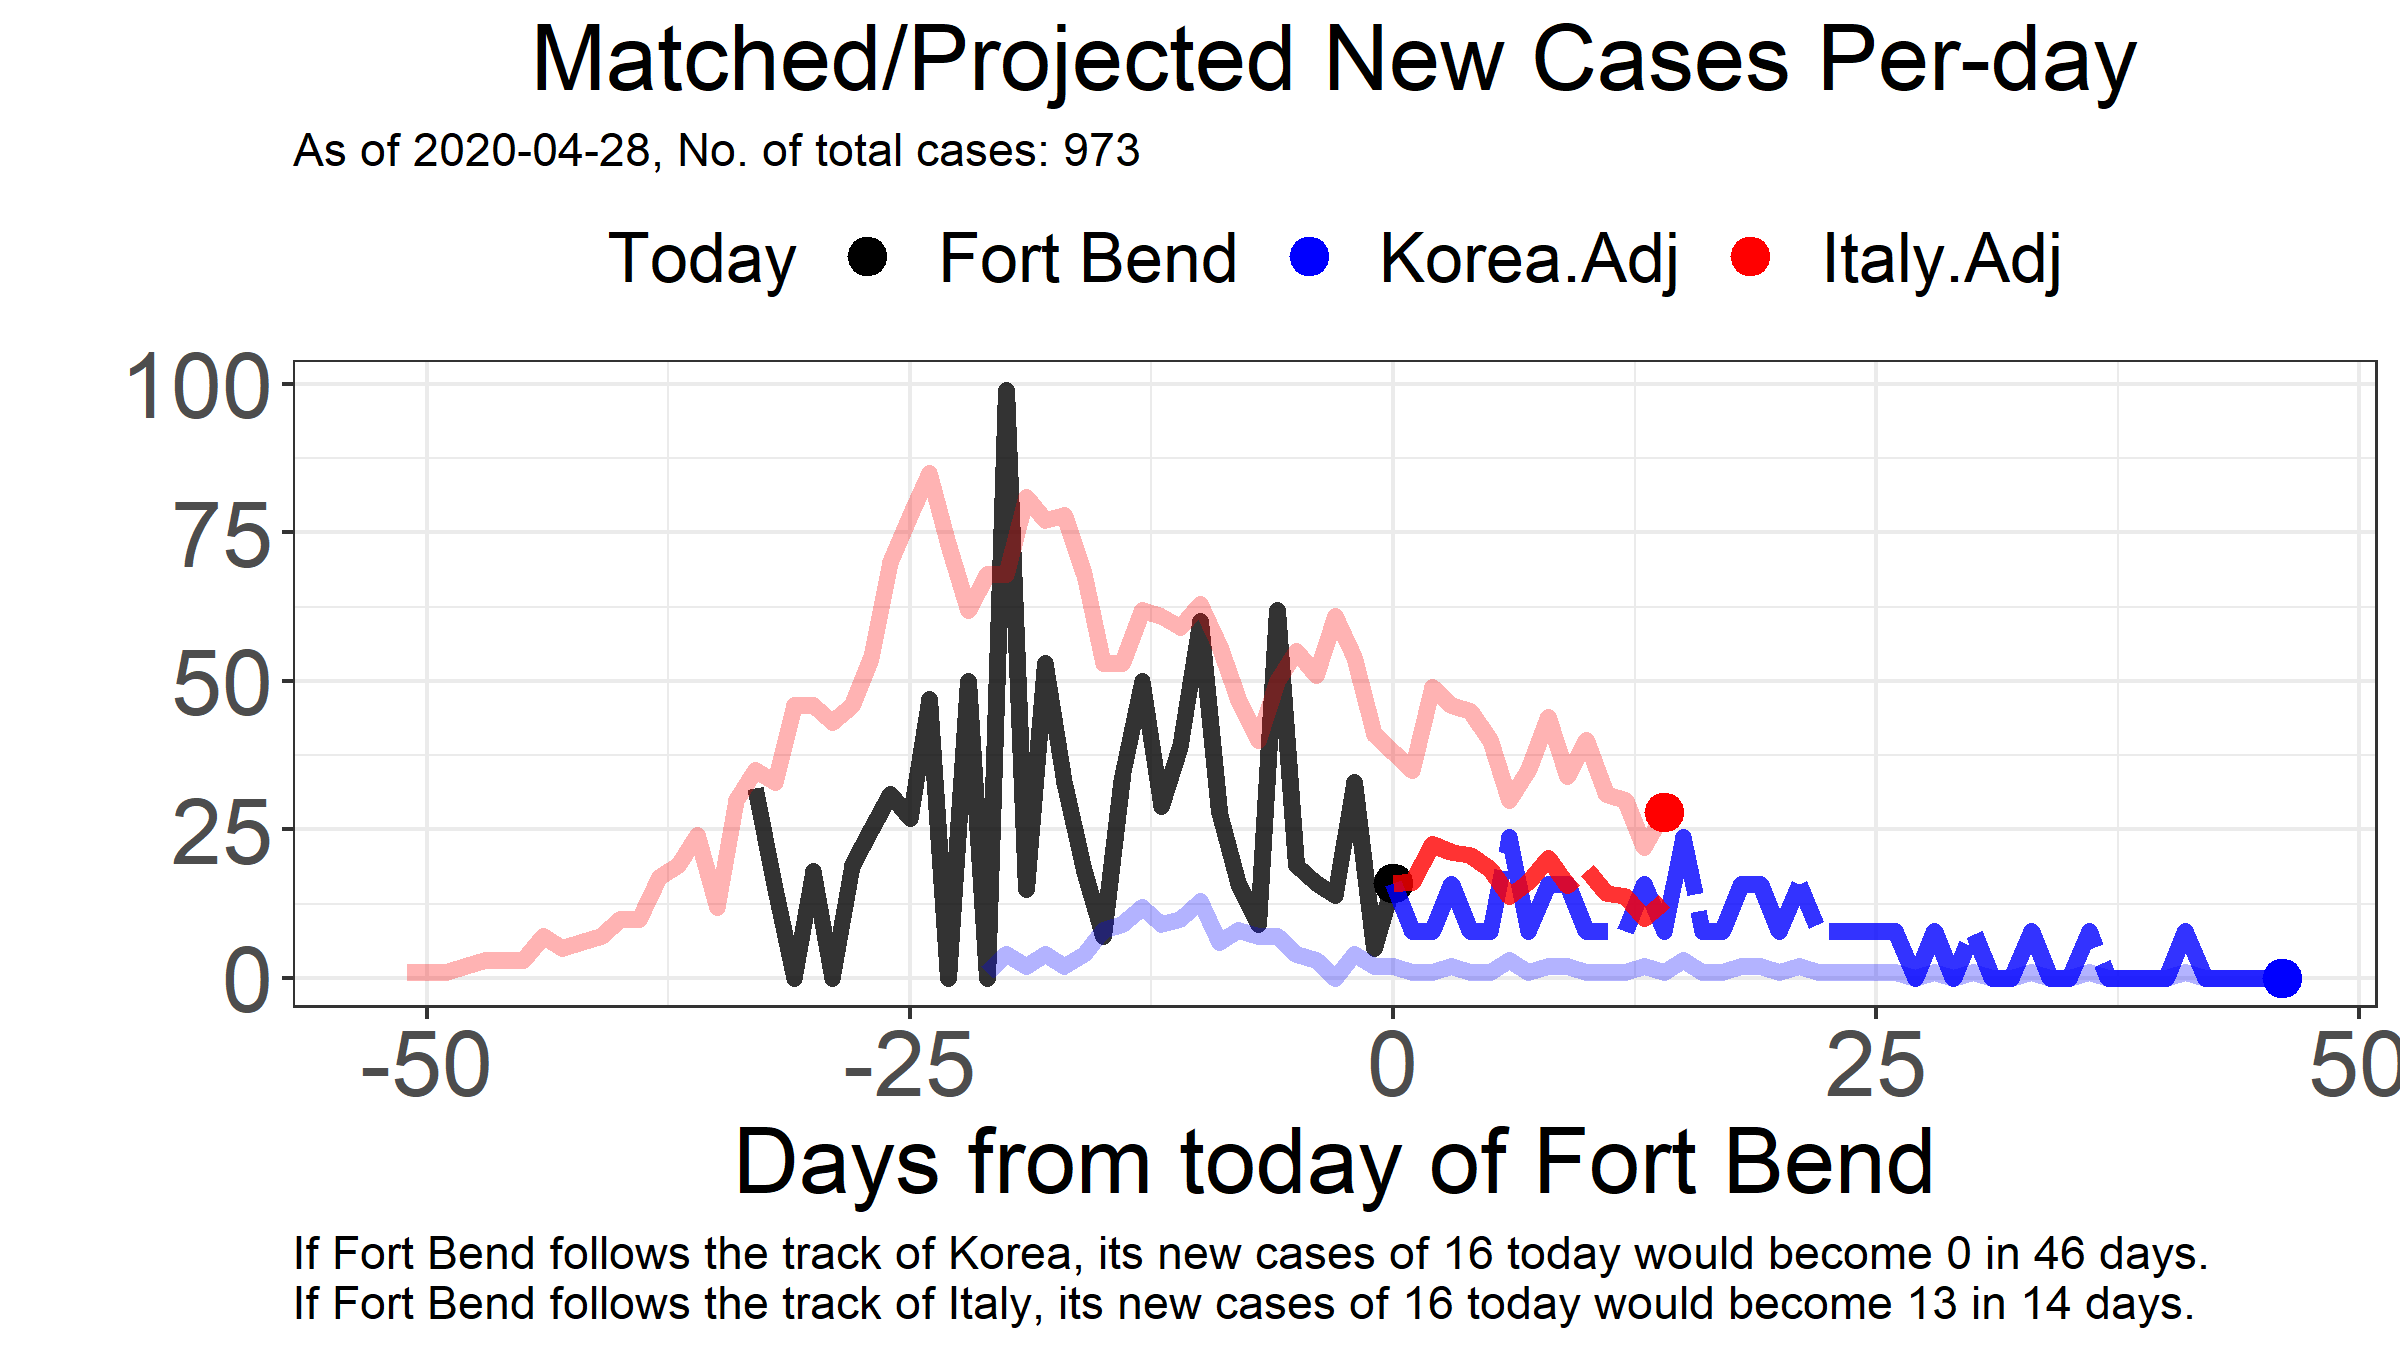 Matched/Projected New Cases Per-day
As of 2020-04-28, No. of total cases: 973
Today Fort Bend Korea.Adj Italy.Adj
100
75
50
25
0
-50 -25 0 25 50
Days from today of Fort Bend
If Fort Bend follows the track of Korea, its new cases of 16 today would become 0 in 46 days.
If Fort Bend follows the track of Italy, its new cases of 16 today would become 13 in 14 days.